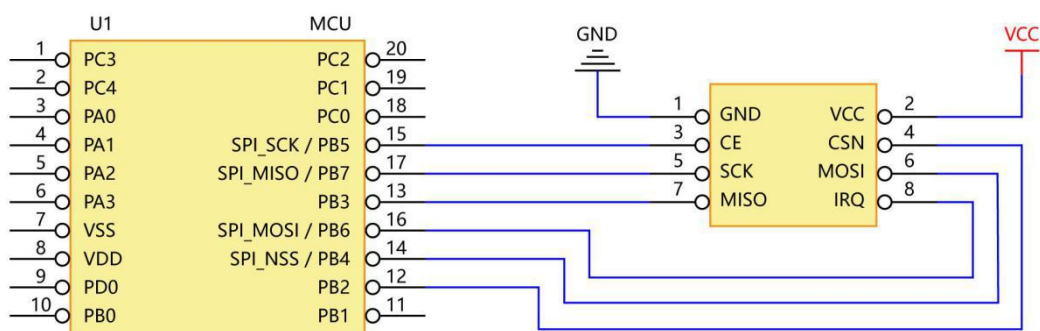 U1 MCU
GND
VCC
1 PC3 PC2 20
2 PC4 PC1 19
3 PA0 PC0 18
4 PA1 SPI_SCK / PB5 15
5 PA2 SPI_MISO / PB7 17
6 PA3 PB3 13
7 VSS SPI_MOSI / PB6 16
8 VDD SPI_NSS / PB4 14
9 PD0 PB2 12
10 PB0 PB1 11
1 GND VCC 2
3 CE CSN 4
5 SCK MOSI 6
7 MISO IRQ 8